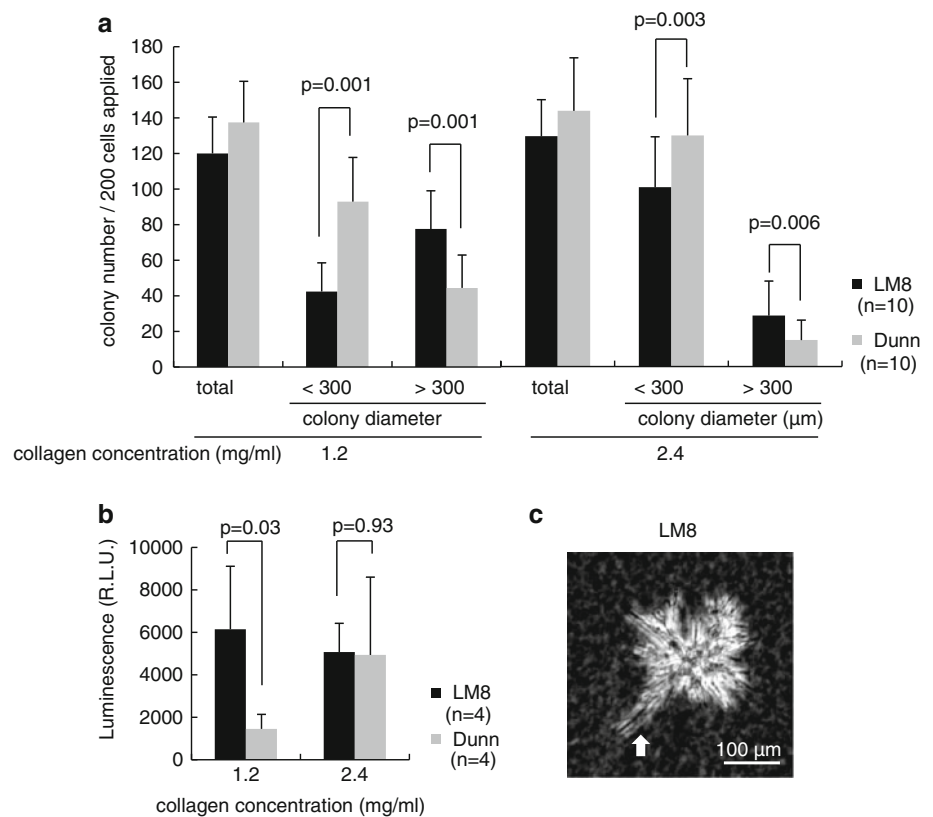 a
colony number / 200 cells applied
180
160
140
120
100
80
60
40
20
0
p=0.001
p=0.001
p=0.003
p=0.006
LM8
(n=10)
Dunn
(n=10)
total
< 300
> 300
total
< 300
> 300
colony diameter
colony diameter (µm)
collagen concentration (mg/ml)
1.2
2.4
b
Luminescence (R.L.U.)
10000
8000
6000
4000
2000
0
p=0.03
p=0.93
LM8
(n=4)
Dunn
(n=4)
1.2
2.4
collagen concentration (mg/ml)
c
LM8
100 µm